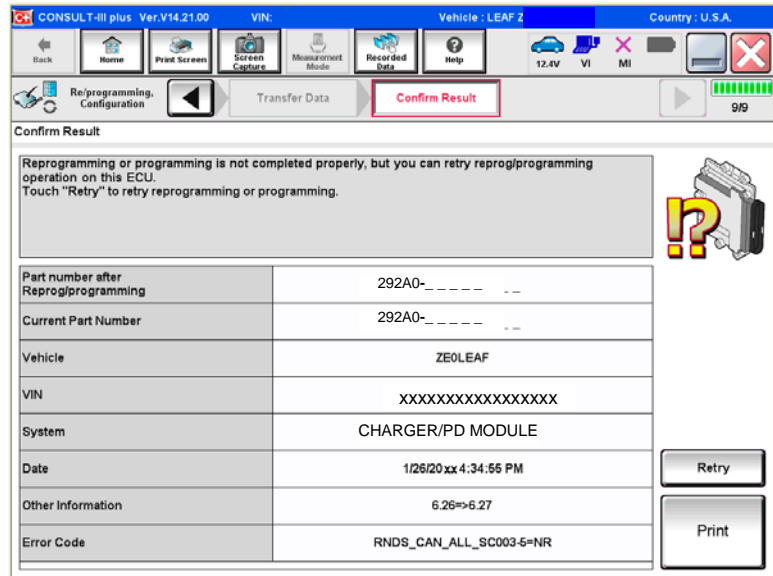 C+ CONSULT-III plus Ver.V14.21.00 VIN: Vehicle : LEAF Z Country : U.S.A.
Back Home Print Screen Screen Capture Measurement Mode Recorded Data Help 12.4V VI MI
Re/programming, Configuration Transfer Data Confirm Result 9/9
Confirm Result
Reprogramming or programming is not completed properly, but you can retry reprog/programming
operation on this ECU.
Touch "Retry" to retry reprogramming or programming.
!?
Part number after
Reprog/programming
292A0-_ _ _ _ _ _ _
Current Part Number 292A0-_ _ _ _ _ _ _
Vehicle ZE0LEAF
VIN XXXXXXXXXXXXXXXXX
System CHARGER/PD MODULE
Date 1/26/20xx 4:34:55 PM
Retry
Other Information 6.26=>6.27
Print
Error Code RNDS_CAN_ALL_SC003-5=NR